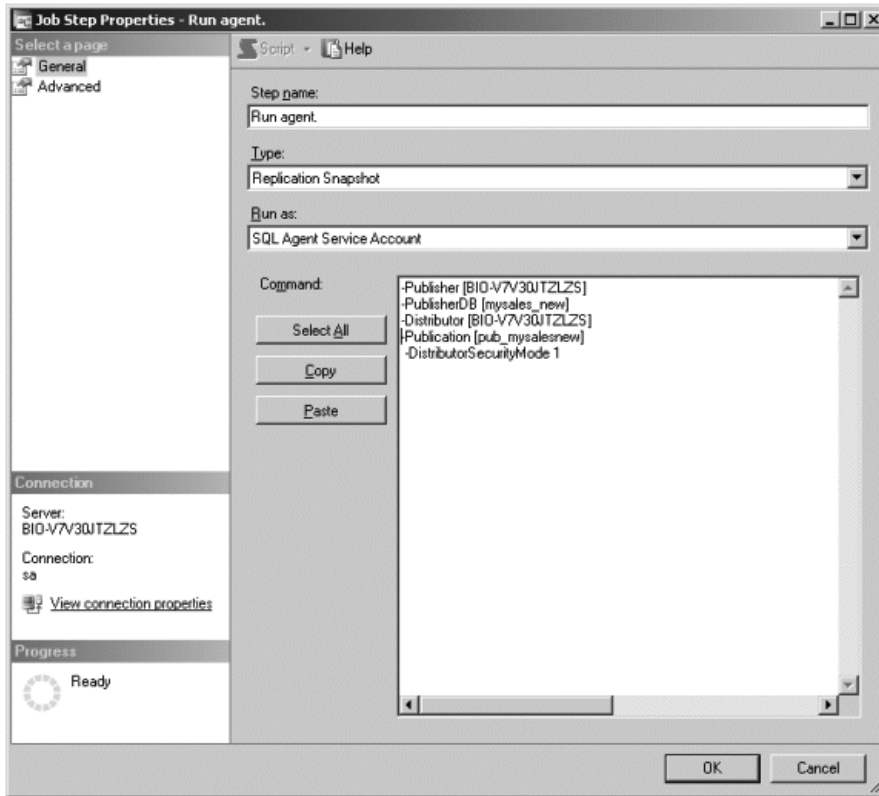 Job Step Properties - Run agent.
Select a page
General
Advanced
Script
Help
Step name:
Run agent.
Type:
Replication Snapshot
Run as:
SQL Agent Service Account
Command:
Select All
Copy
Paste
-Publisher [BIO-V7V30JTZLZS]
-PublisherDB [mysales_new]
-Distributor [BIO-V7V30JTZLZS]
-Publication [pub_mysalesnew]
-DistributorSecurityMode 1
Connection
Server:
BIO-V7V30JTZLZS
Connection:
sa
View connection properties
Progress
Ready
OK
Cancel